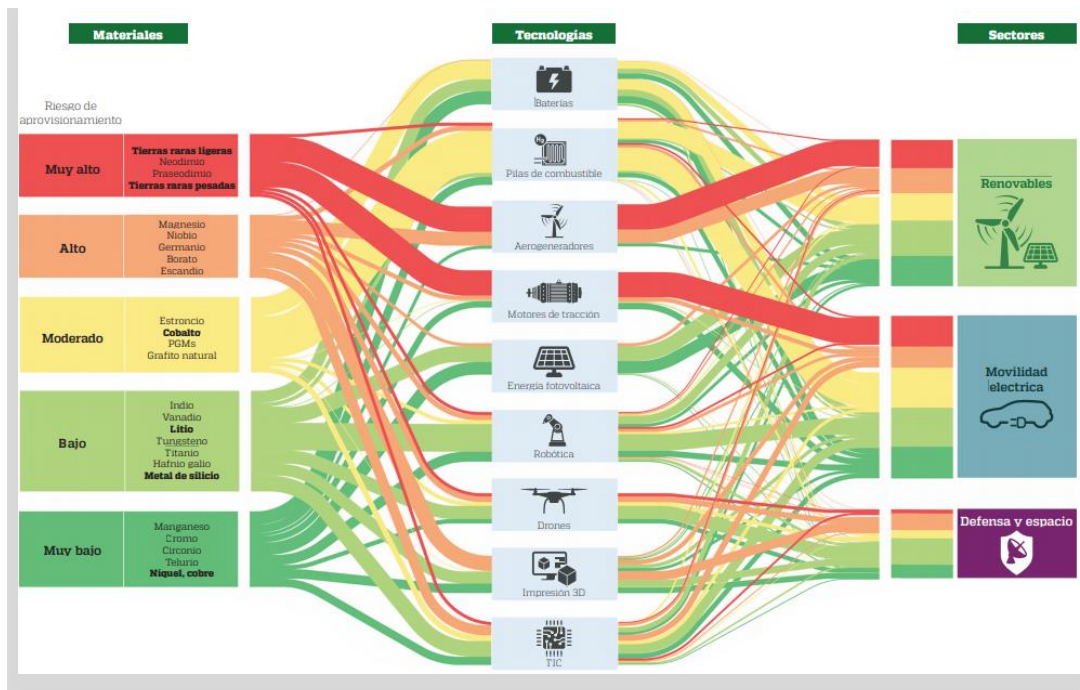 Materiales
Tecnologías
Sectores
Riesgo de
aprovisionamiento
Muy alto
Tierras raras ligeras
Neodimio
Praseodimio
Tierras raras pesadas
Alto
Magnesio
Niobio
Germanio
Borato
Escandio
Moderado
Estroncio
Cobalto
PGMs
Grafito natural
Bajo
Indio
Vanadio
Litio
Tungsteno
Titanio
Hafnio galio
Metal de silicio
Muy bajo
Manganeso
Cromo
Circonio
Telurio
Niquel, cobre
Baterías
H₂
Pilas de combustible
Aerogeneradores
Motores de tracción
Energía fotovoltaica
Robótica
Drones
Impresión 3D
TIC
Renovables
Movilidad
electrica
Defensa y espacio